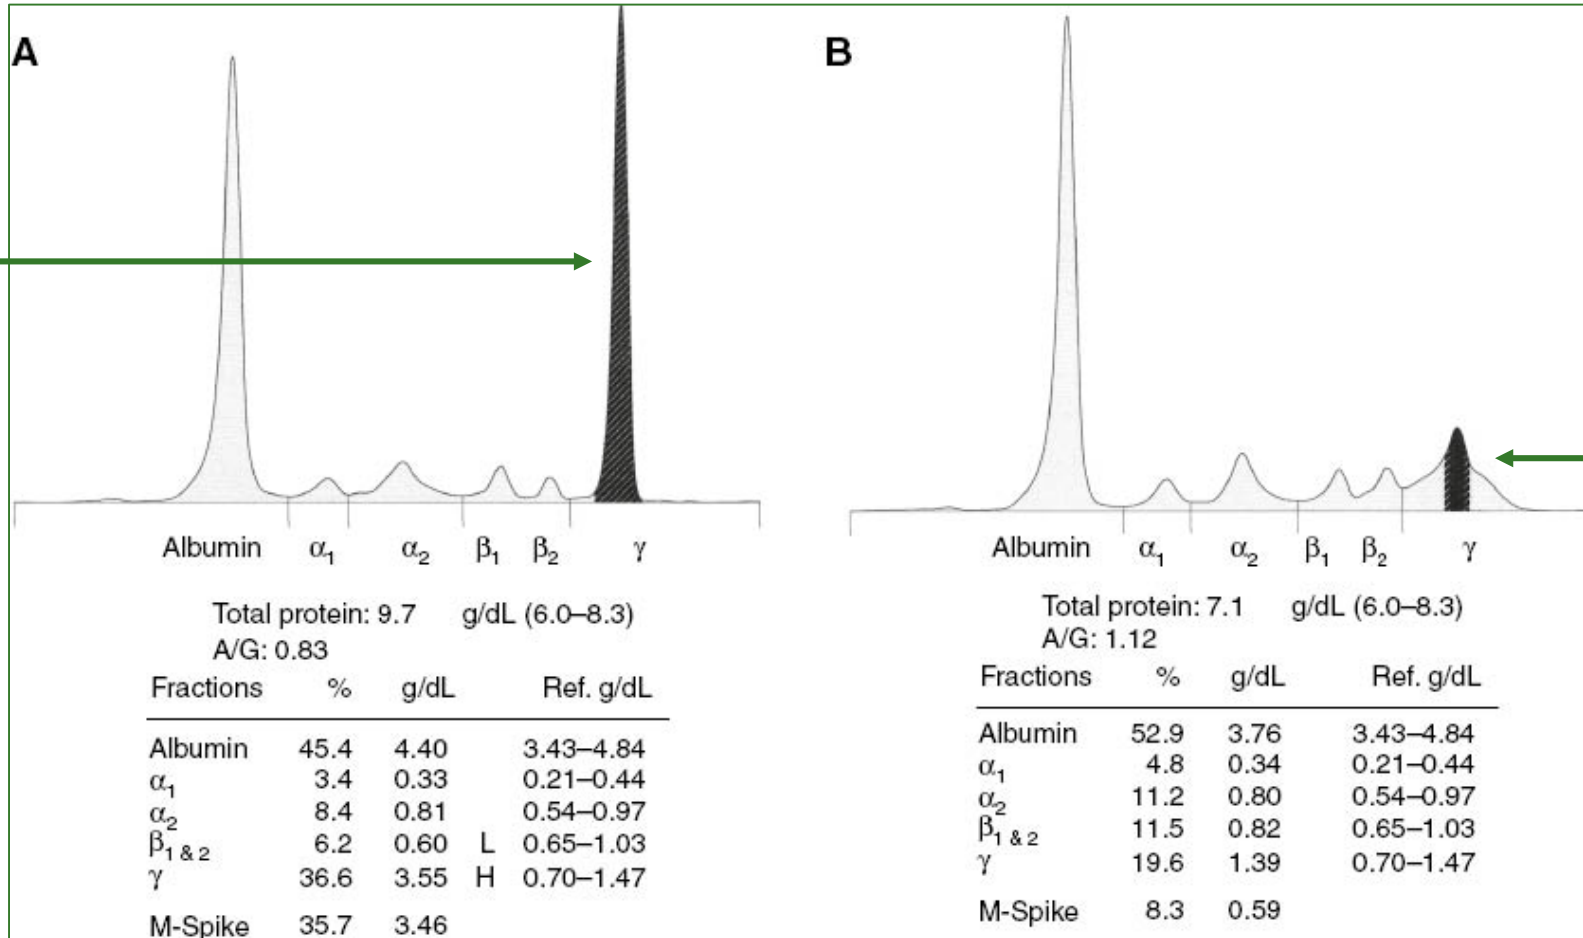 A
Albumin α1 α2 β1 β2 γ
Total protein: 9.7 g/dL (6.0–8.3)
A/G: 0.83
Fractions % g/dL Ref. g/dL
Albumin 45.4 4.40 3.43–4.84
α1 3.4 0.33 0.21–0.44
α2 8.4 0.81 0.54–0.97
β1 & 2 6.2 0.60 L 0.65–1.03
γ 36.6 3.55 H 0.70–1.47
M-Spike 35.7 3.46
B
Albumin α1 α2 β1 β2 γ
Total protein: 7.1 g/dL (6.0–8.3)
A/G: 1.12
Fractions % g/dL Ref. g/dL
Albumin 52.9 3.76 3.43–4.84
α1 4.8 0.34 0.21–0.44
α2 11.2 0.80 0.54–0.97
β1 & 2 11.5 0.82 0.65–1.03
γ 19.6 1.39 0.70–1.47
M-Spike 8.3 0.59